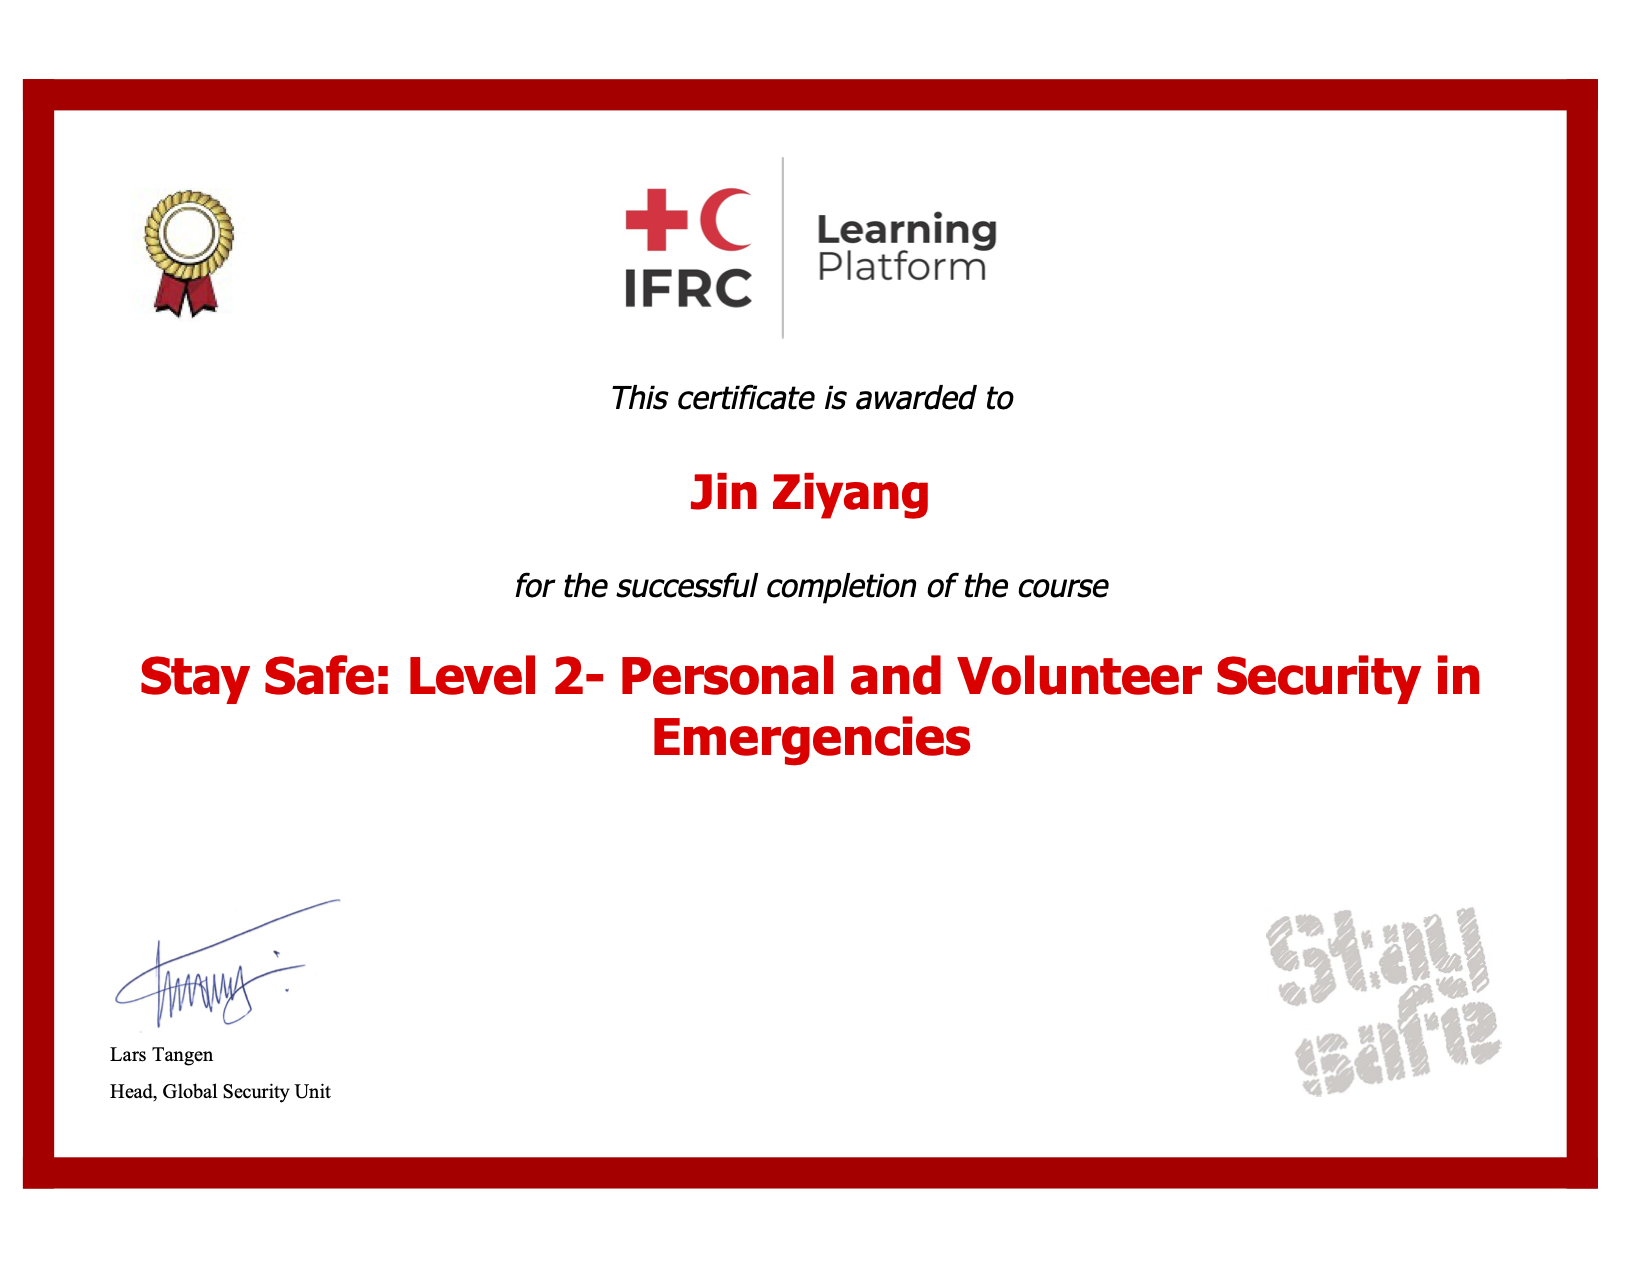 IFRC
Learning
Platform
This certificate is awarded to
Jin Ziyang
for the successful completion of the course
Stay Safe: Level 2- Personal and Volunteer Security in
Emergencies
Lars Tangen
Head, Global Security Unit
Stay
safe